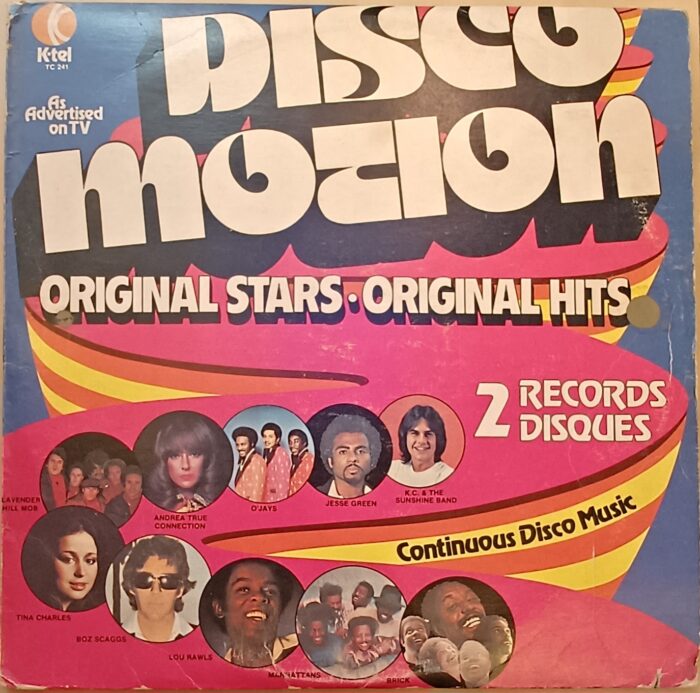 K-tel
TC 241
As
Advertised
on TV
DISCO
MOTION
ORIGINAL STARS • ORIGINAL HITS
2 RECORDS
DISQUES
LAVENDER
HILL MOB
ANDREA TRUE
CONNECTION
O'JAYS
JESSE GREEN
K.C. & THE
SUNSHINE BAND
Continuous Disco Music
TINA CHARLES
BOZ SCAGGS
LOU RAWLS
MANHATTANS
BRICK